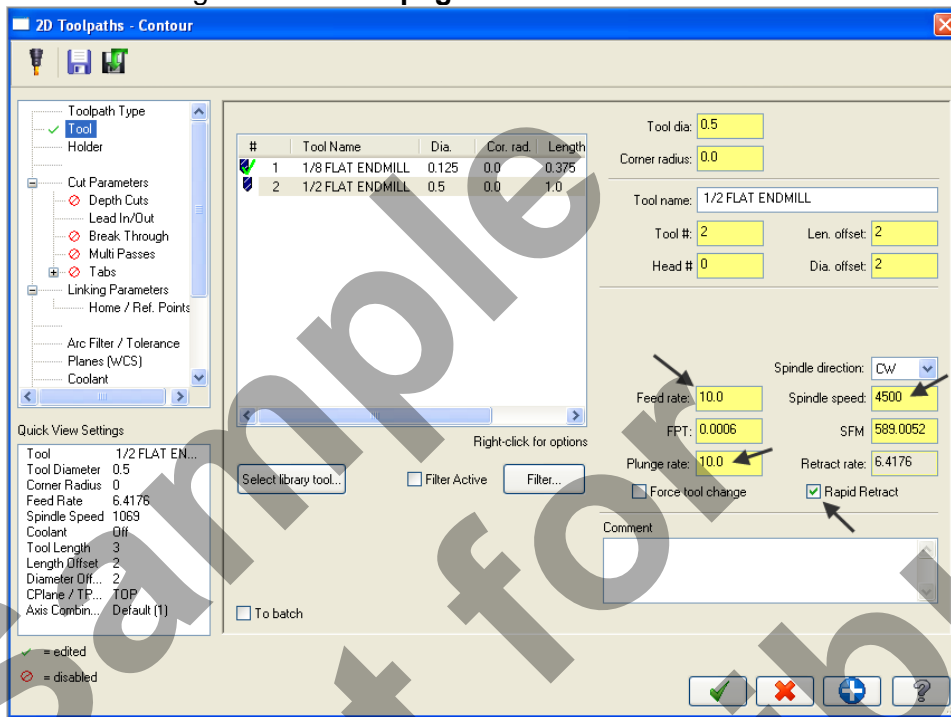 2D Toolpaths - Contour
Toolpath Type
Tool
Holder
Cut Parameters
Depth Cuts
Lead In/Out
Break Through
Multi Passes
Tabs
Linking Parameters
Home / Ref. Points
Arc Filter / Tolerance
Planes (WCS)
Coolant
Quick View Settings
Tool 1/2 FLAT EN...
Tool Diameter 0.5
Corner Radius 0
Feed Rate 6.4176
Spindle Speed 1069
Coolant Off
Tool Length 3
Length Offset 2
Diameter Off... 2
CPlane / TP... TOP
Axis Combin... Default (1)
= edited
= disabled
# Tool Name Dia. Cor. rad. Length
1 1/8 FLAT ENDMILL 0.125 0.0 0.375
2 1/2 FLAT ENDMILL 0.5 0.0 1.0
Right-click for options
Select library tool...
Filter Active
Filter...
To batch
Tool dia: 0.5
Corner radius: 0.0
Tool name: 1/2 FLAT ENDMILL
Tool #: 2 Len. offset: 2
Head # 0 Dia. offset: 2
Spindle direction: CW
Feed rate: 10.0 Spindle speed: 4500
FPT: 0.0006 SFM 589.0052
Plunge rate: 10.0 Retract rate: 6.4176
Force tool change Rapid Retract
Comment